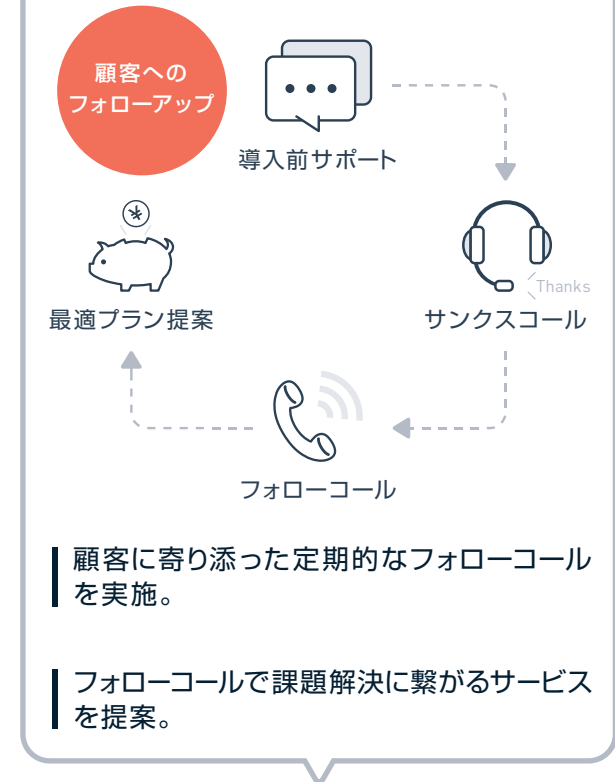 顧客への
フォローアップ
導入前サポート
Thanks
サンクスコール
最適プラン提案
フォローコール
顧客に寄り添った定期的なフォローコール
を実施。
フォローコールで課題解決に繋がるサービス
を提案。